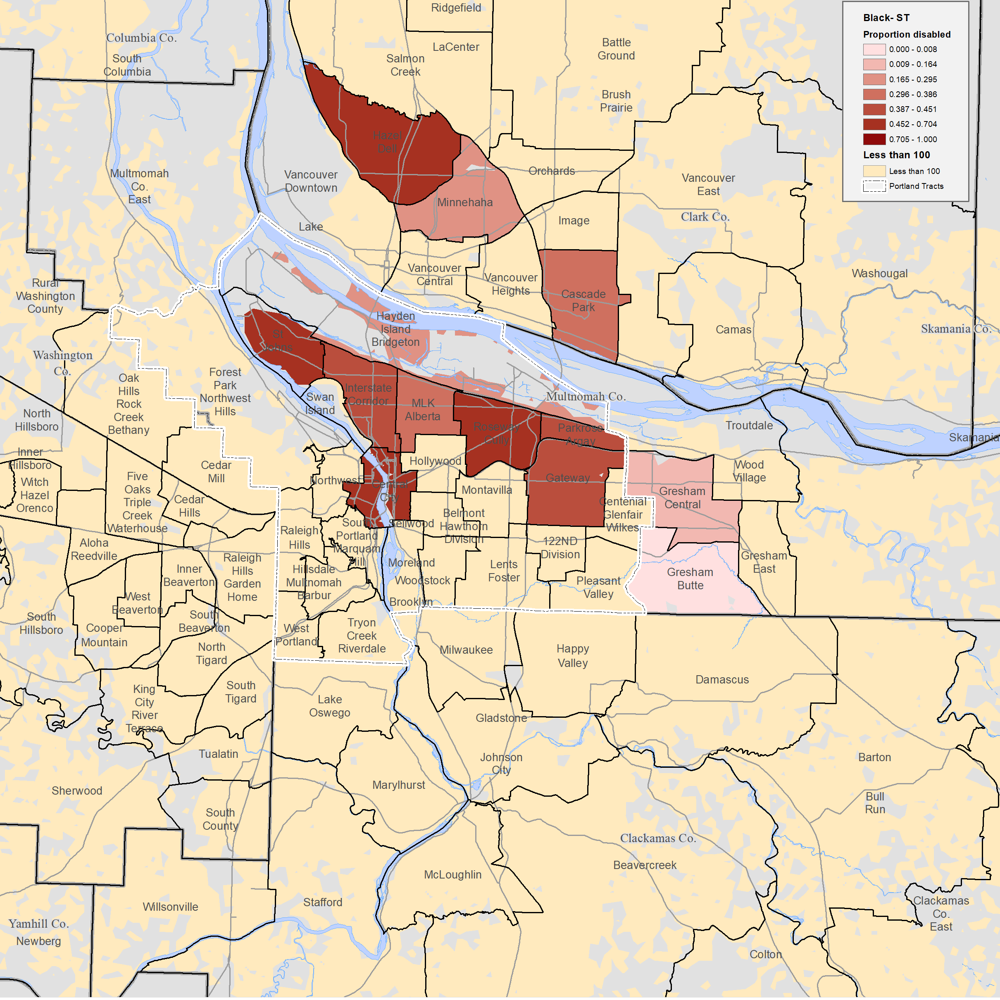 Black- ST
Proportion disabled
0.000 - 0.008
0.009 - 0.164
0.165 - 0.295
0.296 - 0.386
0.387 - 0.451
0.452 - 0.704
0.705 - 1.000
Less than 100
Less than 100
Portland Tracts
Ridgefield
Columbia Co.
South
Columbia
LaCenter
Salmon
Creek
Battle
Ground
Brush
Prairie
Hazel
Dell
Multmomah
Co.
East
Vancouver
Downtown
Orchards
Vancouver
East
Minnehaha
Clark Co.
Image
Lake
Vancouver
Central
Vancouver
Heights
Washougal
Rural
Washington
County
Cascade
Park
Hayden
Island
Bridgeton
Camas
Skamania Co.
St
Johns
Washington
Co.
Oak
Hills
Rock
Creek
Bethany
Forest
Park
Northwest
Hills
Interstate
Corridor
Swan
Island
MLK
Alberta
Multnomah Co.
North
Hillsboro
Roseway
Cully
Parkrose
Argay
Troutdale
Skamania
Inner
Hillsboro
Hollywood
Cedar
Mill
Wood
Village
Northwest
Central
City
Gateway
Witch
Hazel
Orenco
Five
Oaks
Triple
Creek
Waterhouse
Cedar
Hills
Montavilla
Gresham
Central
Centenial
Glenfair
Wilkes
Belmont
Hawthorn
Division
South
Portland
Marquam
Hill
Sellwood
Raleigh
Hills
122ND
Division
Aloha
Reedville
Gresham
East
Raleigh
Hills
Garden
Home
Moreland
Lents
Foster
Inner
Beaverton
Hillsdale
Multnomah
Barbur
Gresham
Butte
Woodstock
Pleasant
Valley
West
Beaverton
Brooklyn
South
Hillsboro
South
Beaverton
Cooper
Mountain
West
Portland
Tryon
Creek
Riverdale
North
Tigard
Milwaukee
Happy
Valley
Damascus
King
City
River
Terrace
South
Tigard
Lake
Oswego
Gladstone
Tualatin
Johnson
City
Barton
Marylhurst
Sherwood
Bull
Run
South
County
Clackamas Co.
Beavercreek
McLoughlin
Stafford
Willsonville
Clackamas
Co.
East
Yamhill Co.
Newberg
Colton